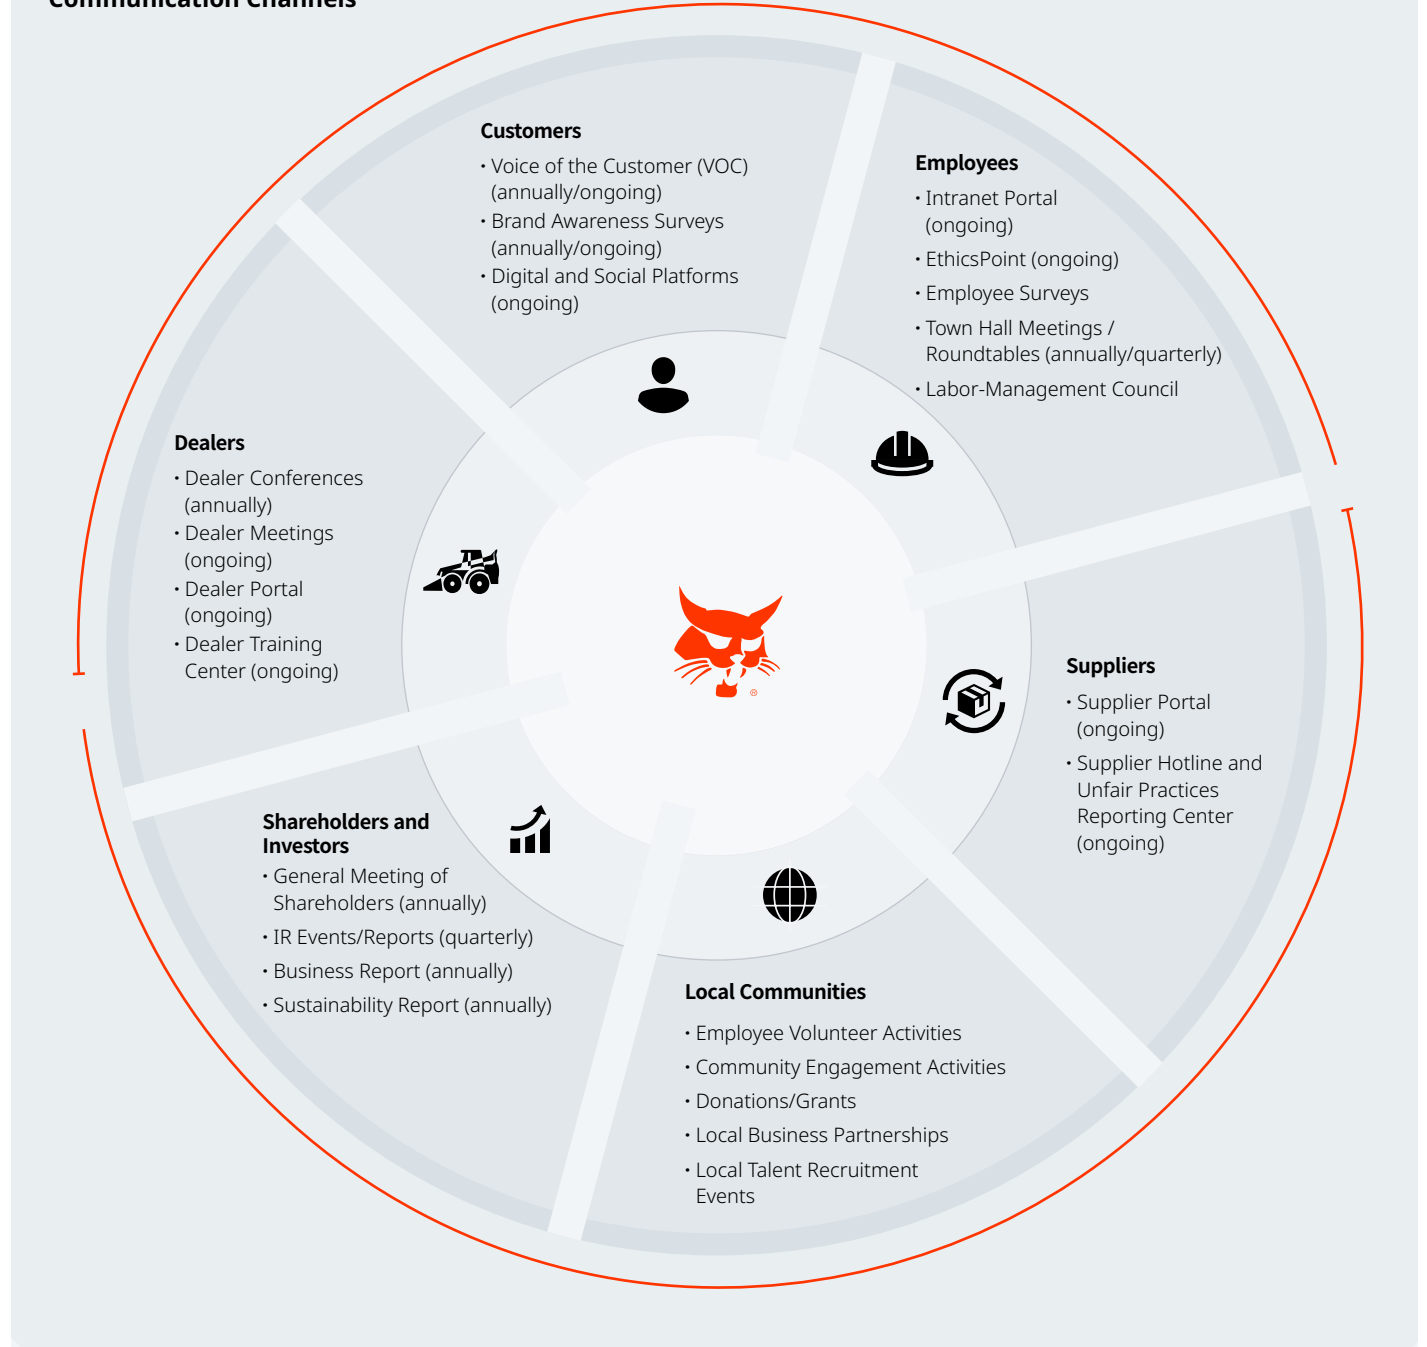 Communication Channels
Customers
• Voice of the Customer (VOC)
(annually/ongoing)
• Brand Awareness Surveys
(annually/ongoing)
• Digital and Social Platforms
(ongoing)
Employees
• Intranet Portal
(ongoing)
• EthicsPoint (ongoing)
• Employee Surveys
• Town Hall Meetings /
Roundtables (annually/quarterly)
• Labor-Management Council
Dealers
• Dealer Conferences
(annually)
• Dealer Meetings
(ongoing)
• Dealer Portal
(ongoing)
• Dealer Training
Center (ongoing)
Suppliers
• Supplier Portal
(ongoing)
• Supplier Hotline and
Unfair Practices
Reporting Center
(ongoing)
Shareholders and
Investors
• General Meeting of
Shareholders (annually)
• IR Events/Reports (quarterly)
• Business Report (annually)
• Sustainability Report (annually)
Local Communities
• Employee Volunteer Activities
• Community Engagement Activities
• Donations/Grants
• Local Business Partnerships
• Local Talent Recruitment
Events
®